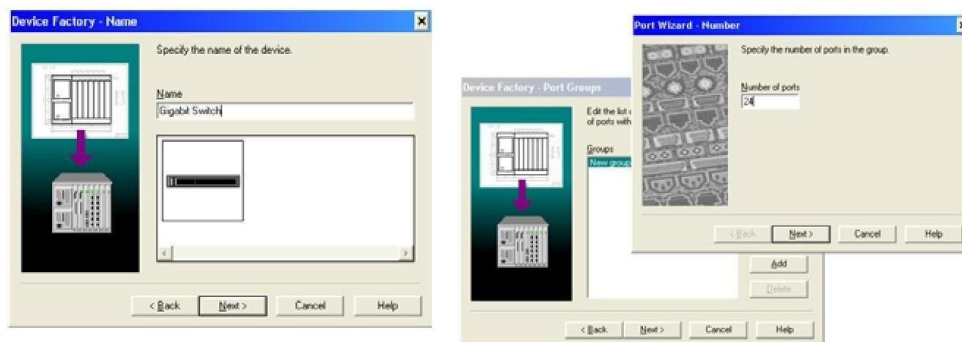 Device Factory - Name
Specify the name of the device.
Name
Gigabit Switch
< Back
Next >
Cancel
Help
Device Factory - Port Groups
Edit the list
of ports with
Groups
New group
Add
Delete
< Back
Next >
Cancel
Help
Port Wizard - Number
Specify the number of ports in the group.
Number of ports
24
< Back
Next >
Cancel
Help